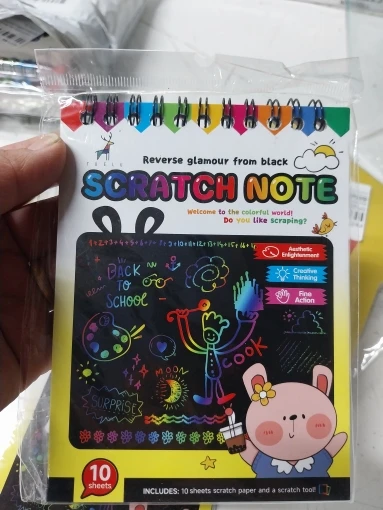 Reverse glamour from black
SCRATCH NOTE
Welcome to the colorful world!
Do you like scraping?
Aesthetic
Enlightenment
Creative
Thinking
Fine
Action
BACK
TO
SCHOOL
COOK
MOON
SURPRISE
10
sheets
INCLUDES: 10 sheets scratch paper and a scratch tool!